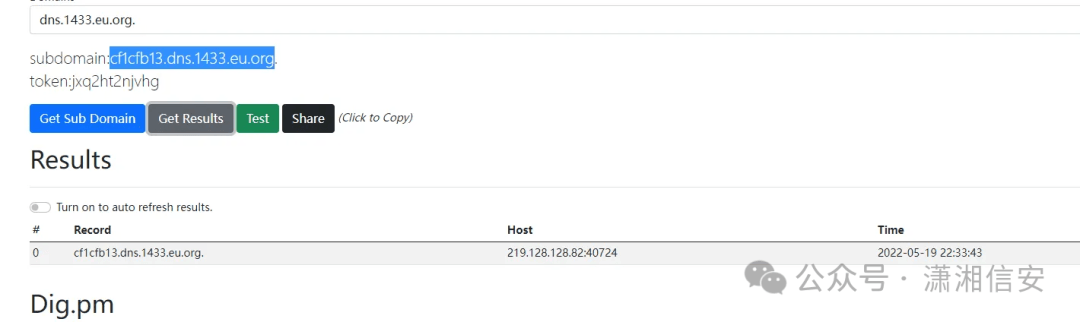 dns.1433.eu.org.
subdomain:cf1cfb13.dns.1433.eu.org.
token:jxq2ht2njvhg
Get Sub Domain Get Results Test Share (Click to Copy)
Results
Turn on to auto refresh results.
# Record Host Time
0 cf1cfb13.dns.1433.eu.org. 219.128.128.82:40724 2022-05-19 22:33:43
公众号 · 潇湘信安
Dig.pm